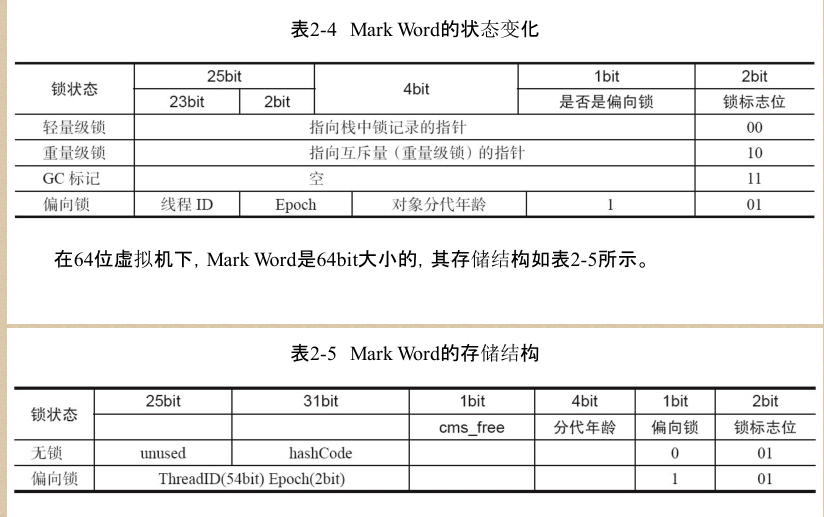 表2-4 Mark Word的状态变化
锁状态 25bit 4bit 1bit 2bit
23bit 2bit 是否是偏向锁 锁标志位
轻量级锁 指向栈中锁记录的指针 00
重量级锁 指向互斥量（重量级锁）的指针 10
GC 标记 空 11
偏向锁 线程 ID Epoch 对象分代年龄 1 01
在64位虚拟机下，Mark Word是64bit大小的，其存储结构如表2-5所示。
表2-5 Mark Word的存储结构
锁状态 25bit 31bit 1bit 4bit 1bit 2bit
cms_free 分代年龄 偏向锁 锁标志位
无锁 unused hashCode 0 01
偏向锁 ThreadID(54bit) Epoch(2bit) 1 01